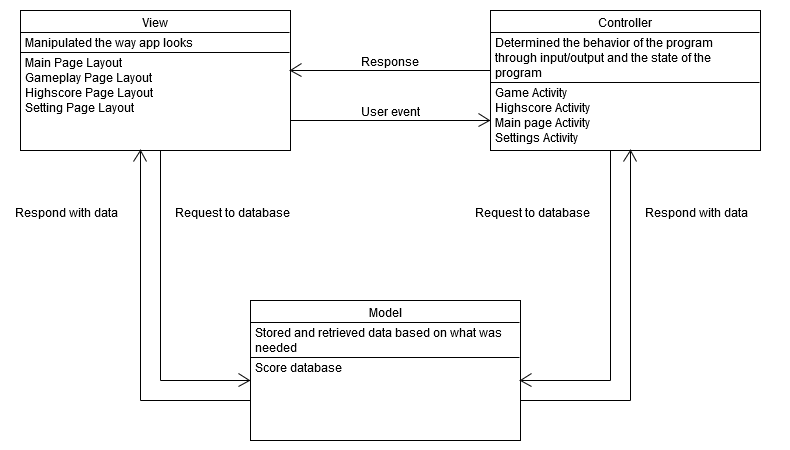 View
Manipulated the way app looks
Main Page Layout
Gameplay Page Layout
Highscore Page Layout
Setting Page Layout
Response
User event
Controller
Determined the behavior of the program
through input/output and the state of the
program
Game Activity
Highscore Activity
Main page Activity
Settings Activity
Respond with data
Request to database
Request to database
Respond with data
Model
Stored and retrieved data based on what was
needed
Score database